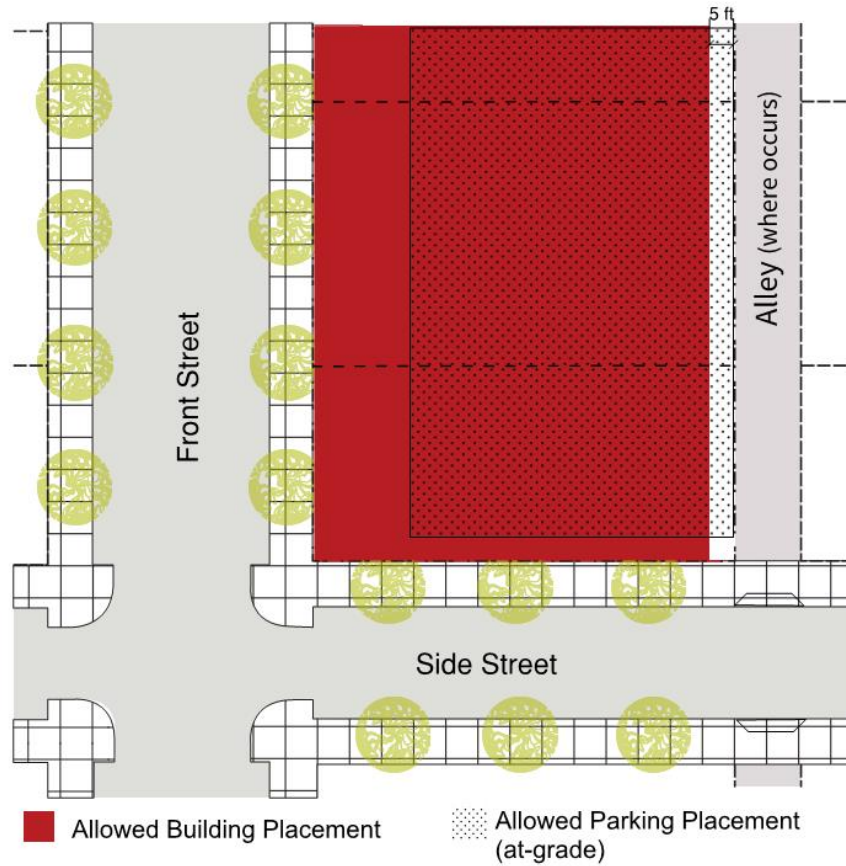 5 ft
Alley (where occurs)
Front Street
Side Street
Allowed Building Placement
Allowed Parking Placement
(at-grade)